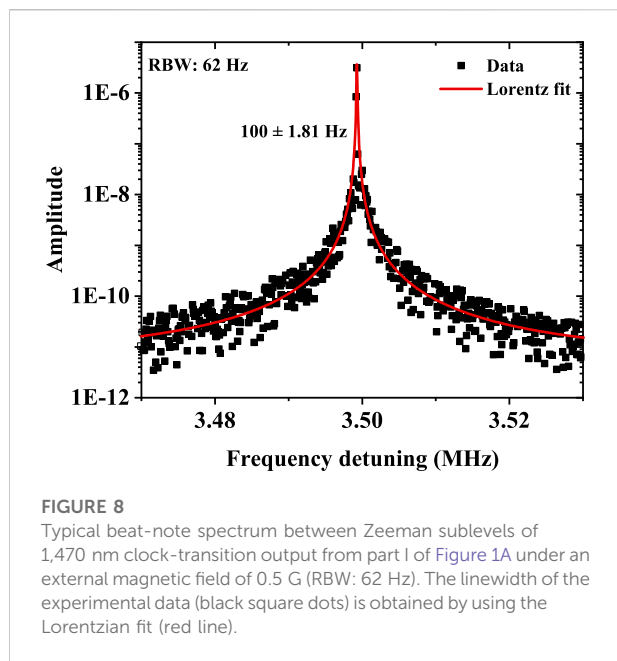 RBW: 62 Hz
Data
Lorentz fit
100 ± 1.81 Hz
1E-6
1E-8
1E-10
1E-12
Amplitude
3.48
3.50
3.52
Frequency detuning (MHz)
FIGURE 8
Typical beat-note spectrum between Zeeman sublevels of
1,470 nm clock-transition output from part I of Figure 1A under an
external magnetic field of 0.5 G (RBW: 62 Hz). The linewidth of the
experimental data (black square dots) is obtained by using the
Lorentzian fit (red line).